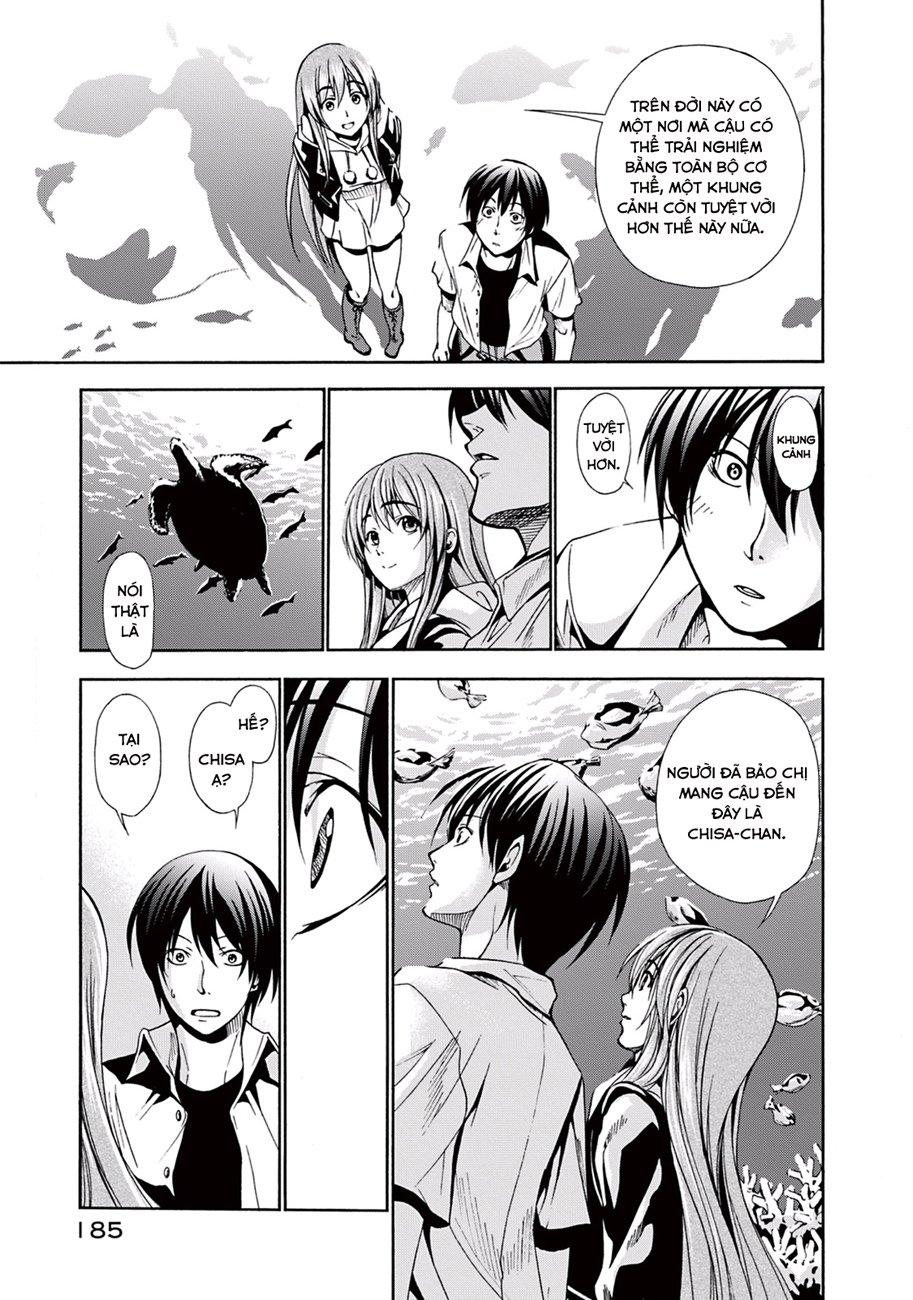 TRÊN ĐỜI NÀY CÓ
MỘT NƠI MÀ CẬU CÓ
THỂ TRẢI NGHIỆM
BẰNG TOÀN BỘ CƠ
THỂ, MỘT KHUNG
CẢNH CÒN TUYỆT VỜI
HƠN THẾ NÀY NỮA.
KHUNG
CẢNH
TUYỆT
VỜI
HƠN.
NÓI
THẬT
LÀ
NGƯỜI ĐÃ BẢO CHỊ
MANG CẬU ĐẾN
ĐÂY LÀ
CHISA-CHAN.
HẾ?
CHISA
Ạ?
TẠI
SAO?
185